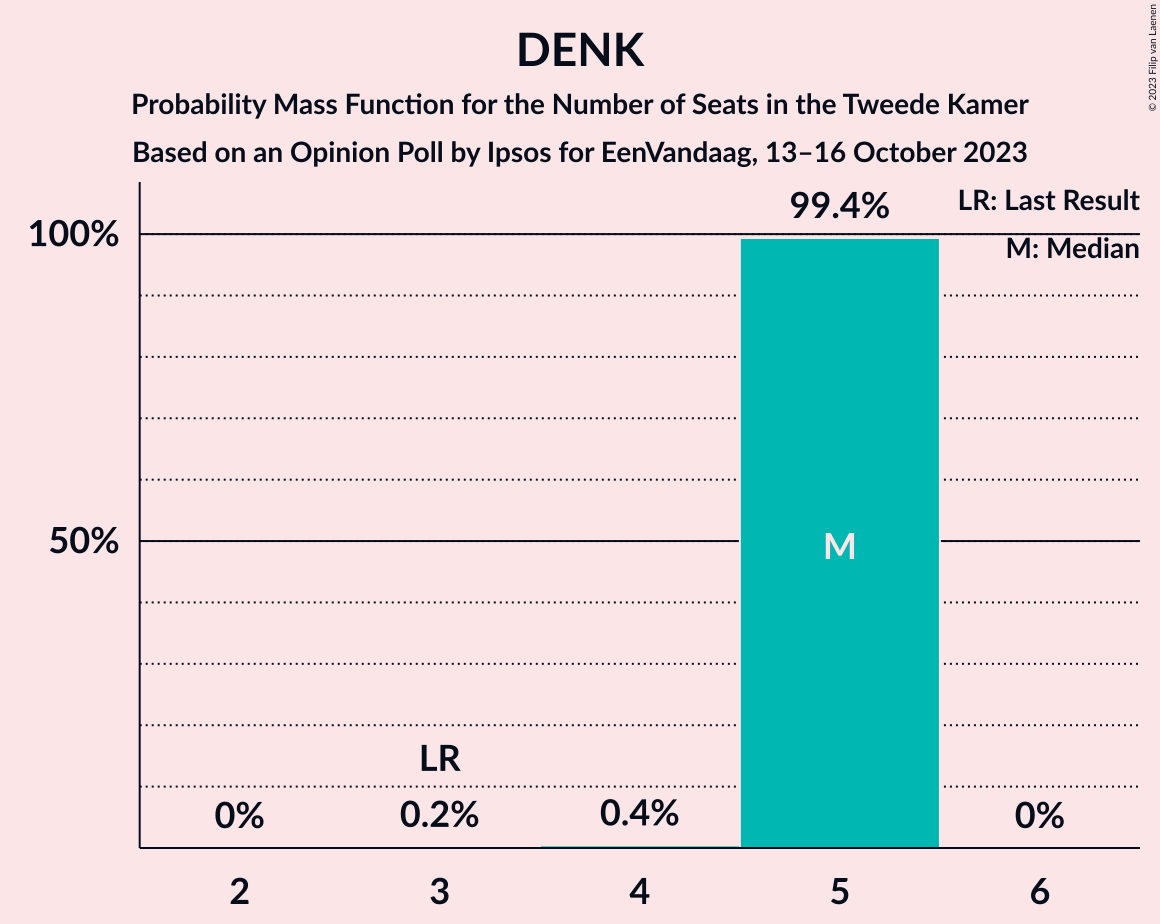 DENK
Probability Mass Function for the Number of Seats in the Tweede Kamer
Based on an Opinion Poll by Ipsos for EenVandaag, 13–16 October 2023
© 2023 Filip van Laenen
LR: Last Result
M: Median
100%
50%
99.4%
M
LR
0%
0.2%
0.4%
0%
2
3
4
5
6